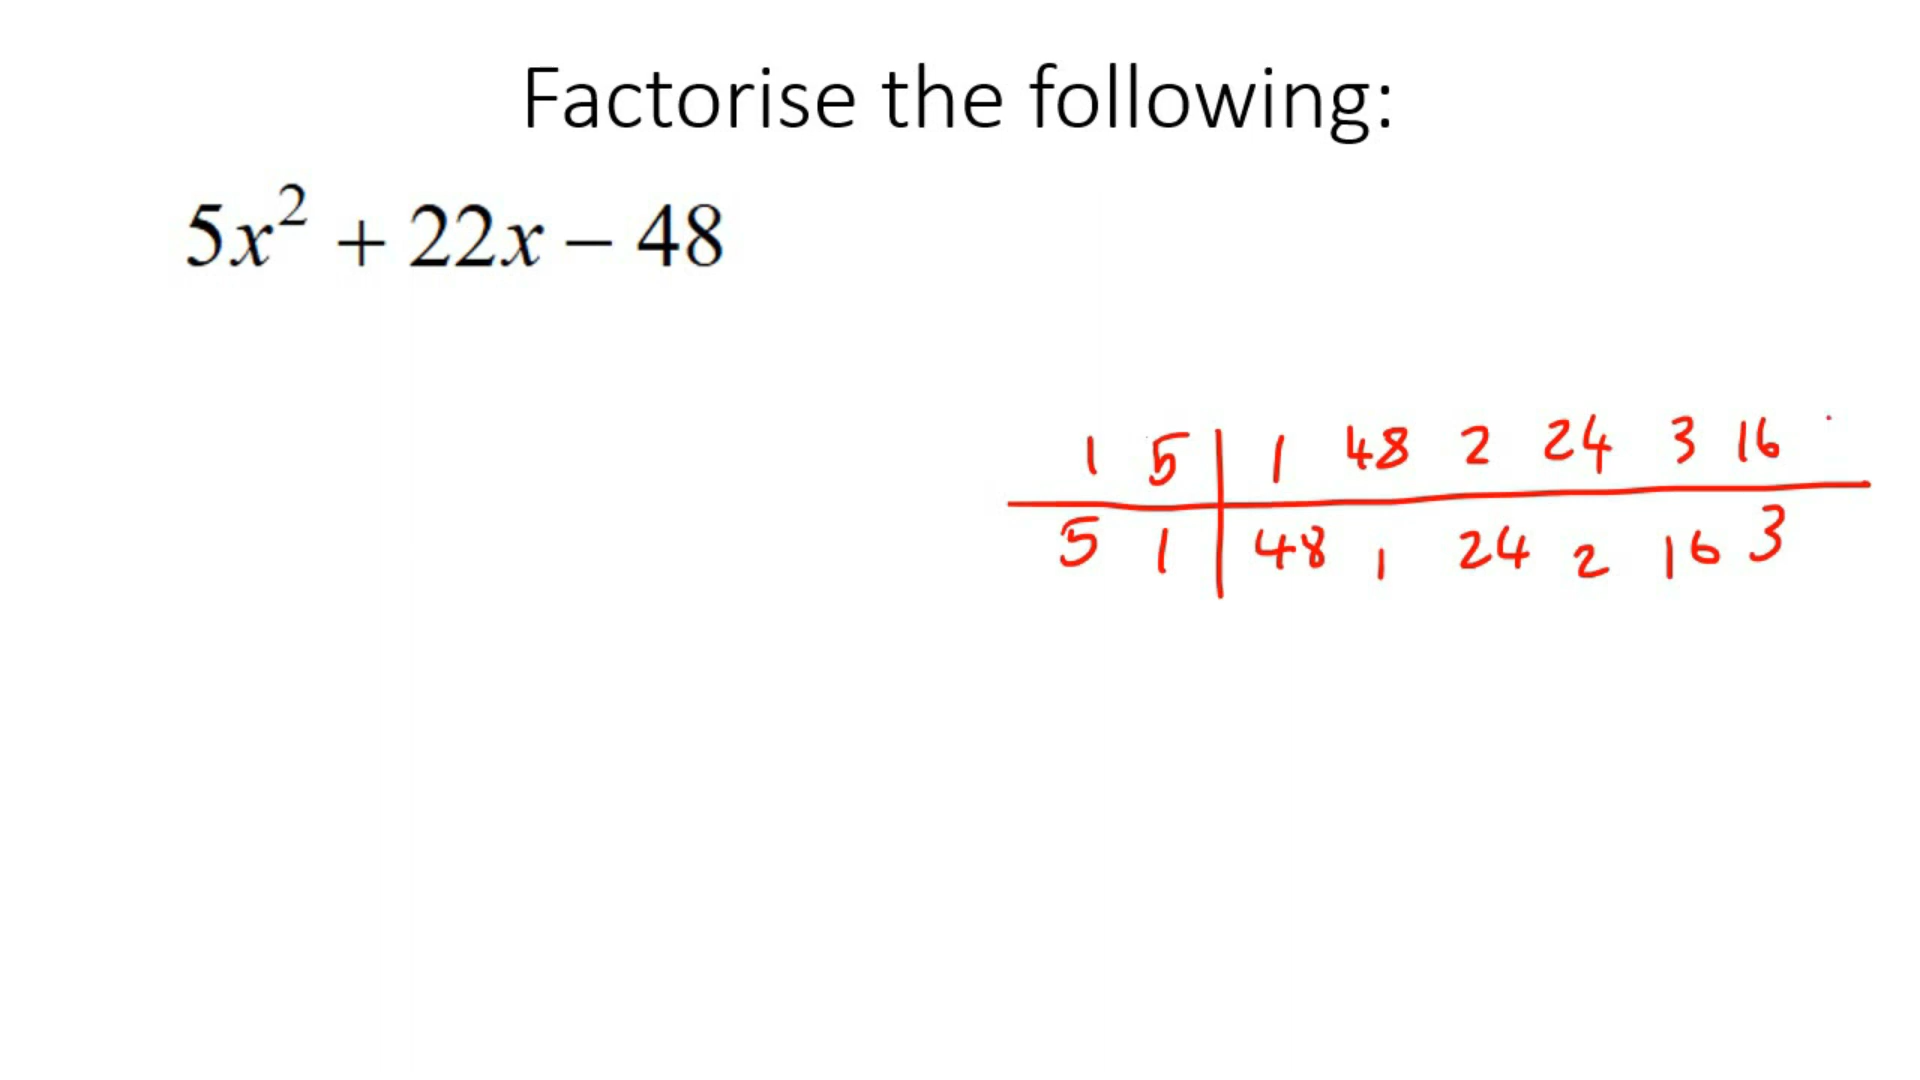 Factorise the following:
5x² + 22x – 48
1 5 | 1 48 2 24 3 16
5 1 | 48 1 24 2 16 3